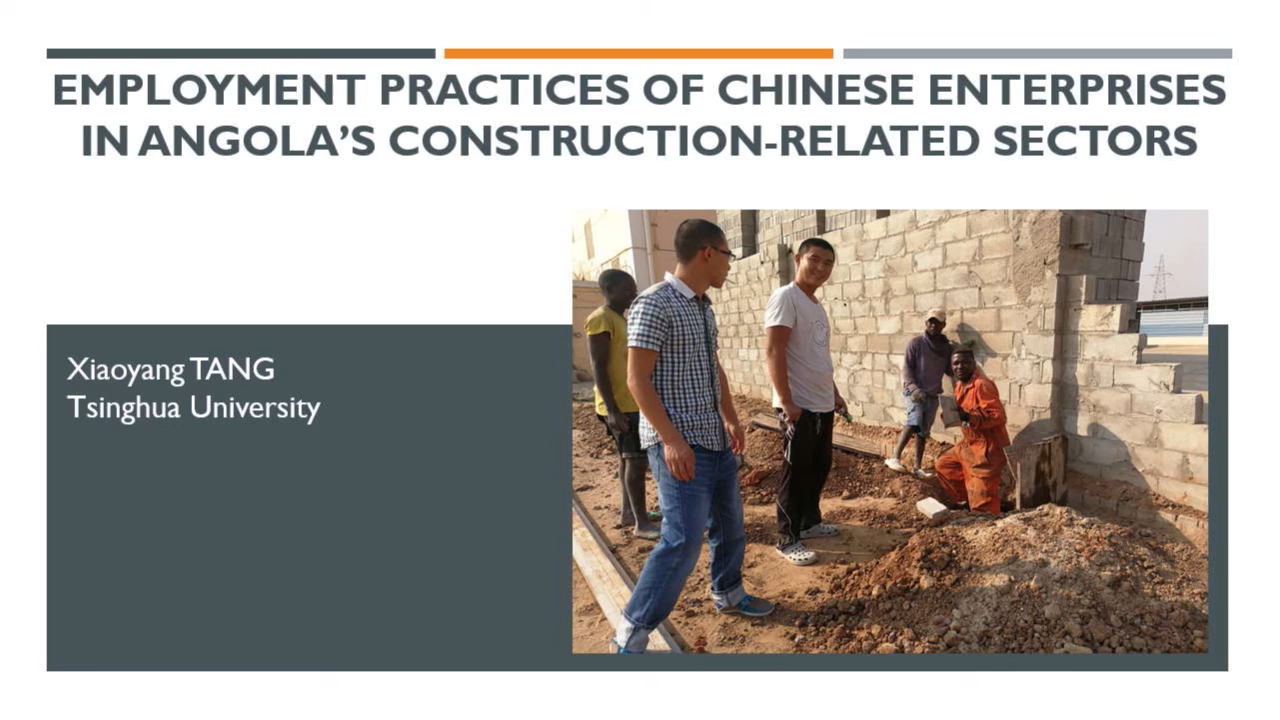 EMPLOYMENT PRACTICES OF CHINESE ENTERPRISES
IN ANGOLA’S CONSTRUCTION-RELATED SECTORS
Xiaoyang TANG
Tsinghua University